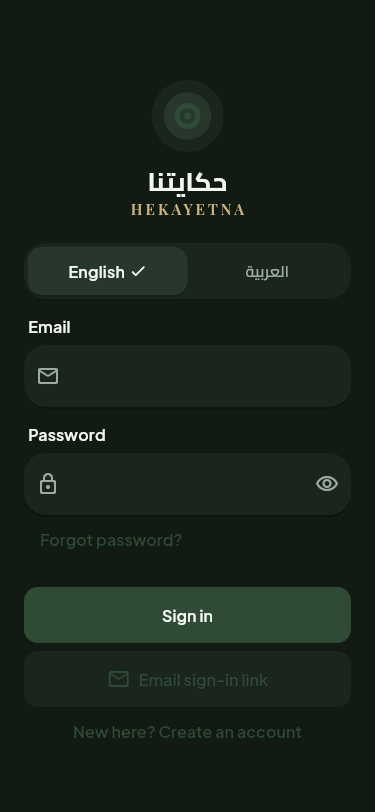 حكايتنا
HEKAYETNA
English
العربية
Email
Password
Forgot password?
Sign in
Email sign-in link
New here? Create an account